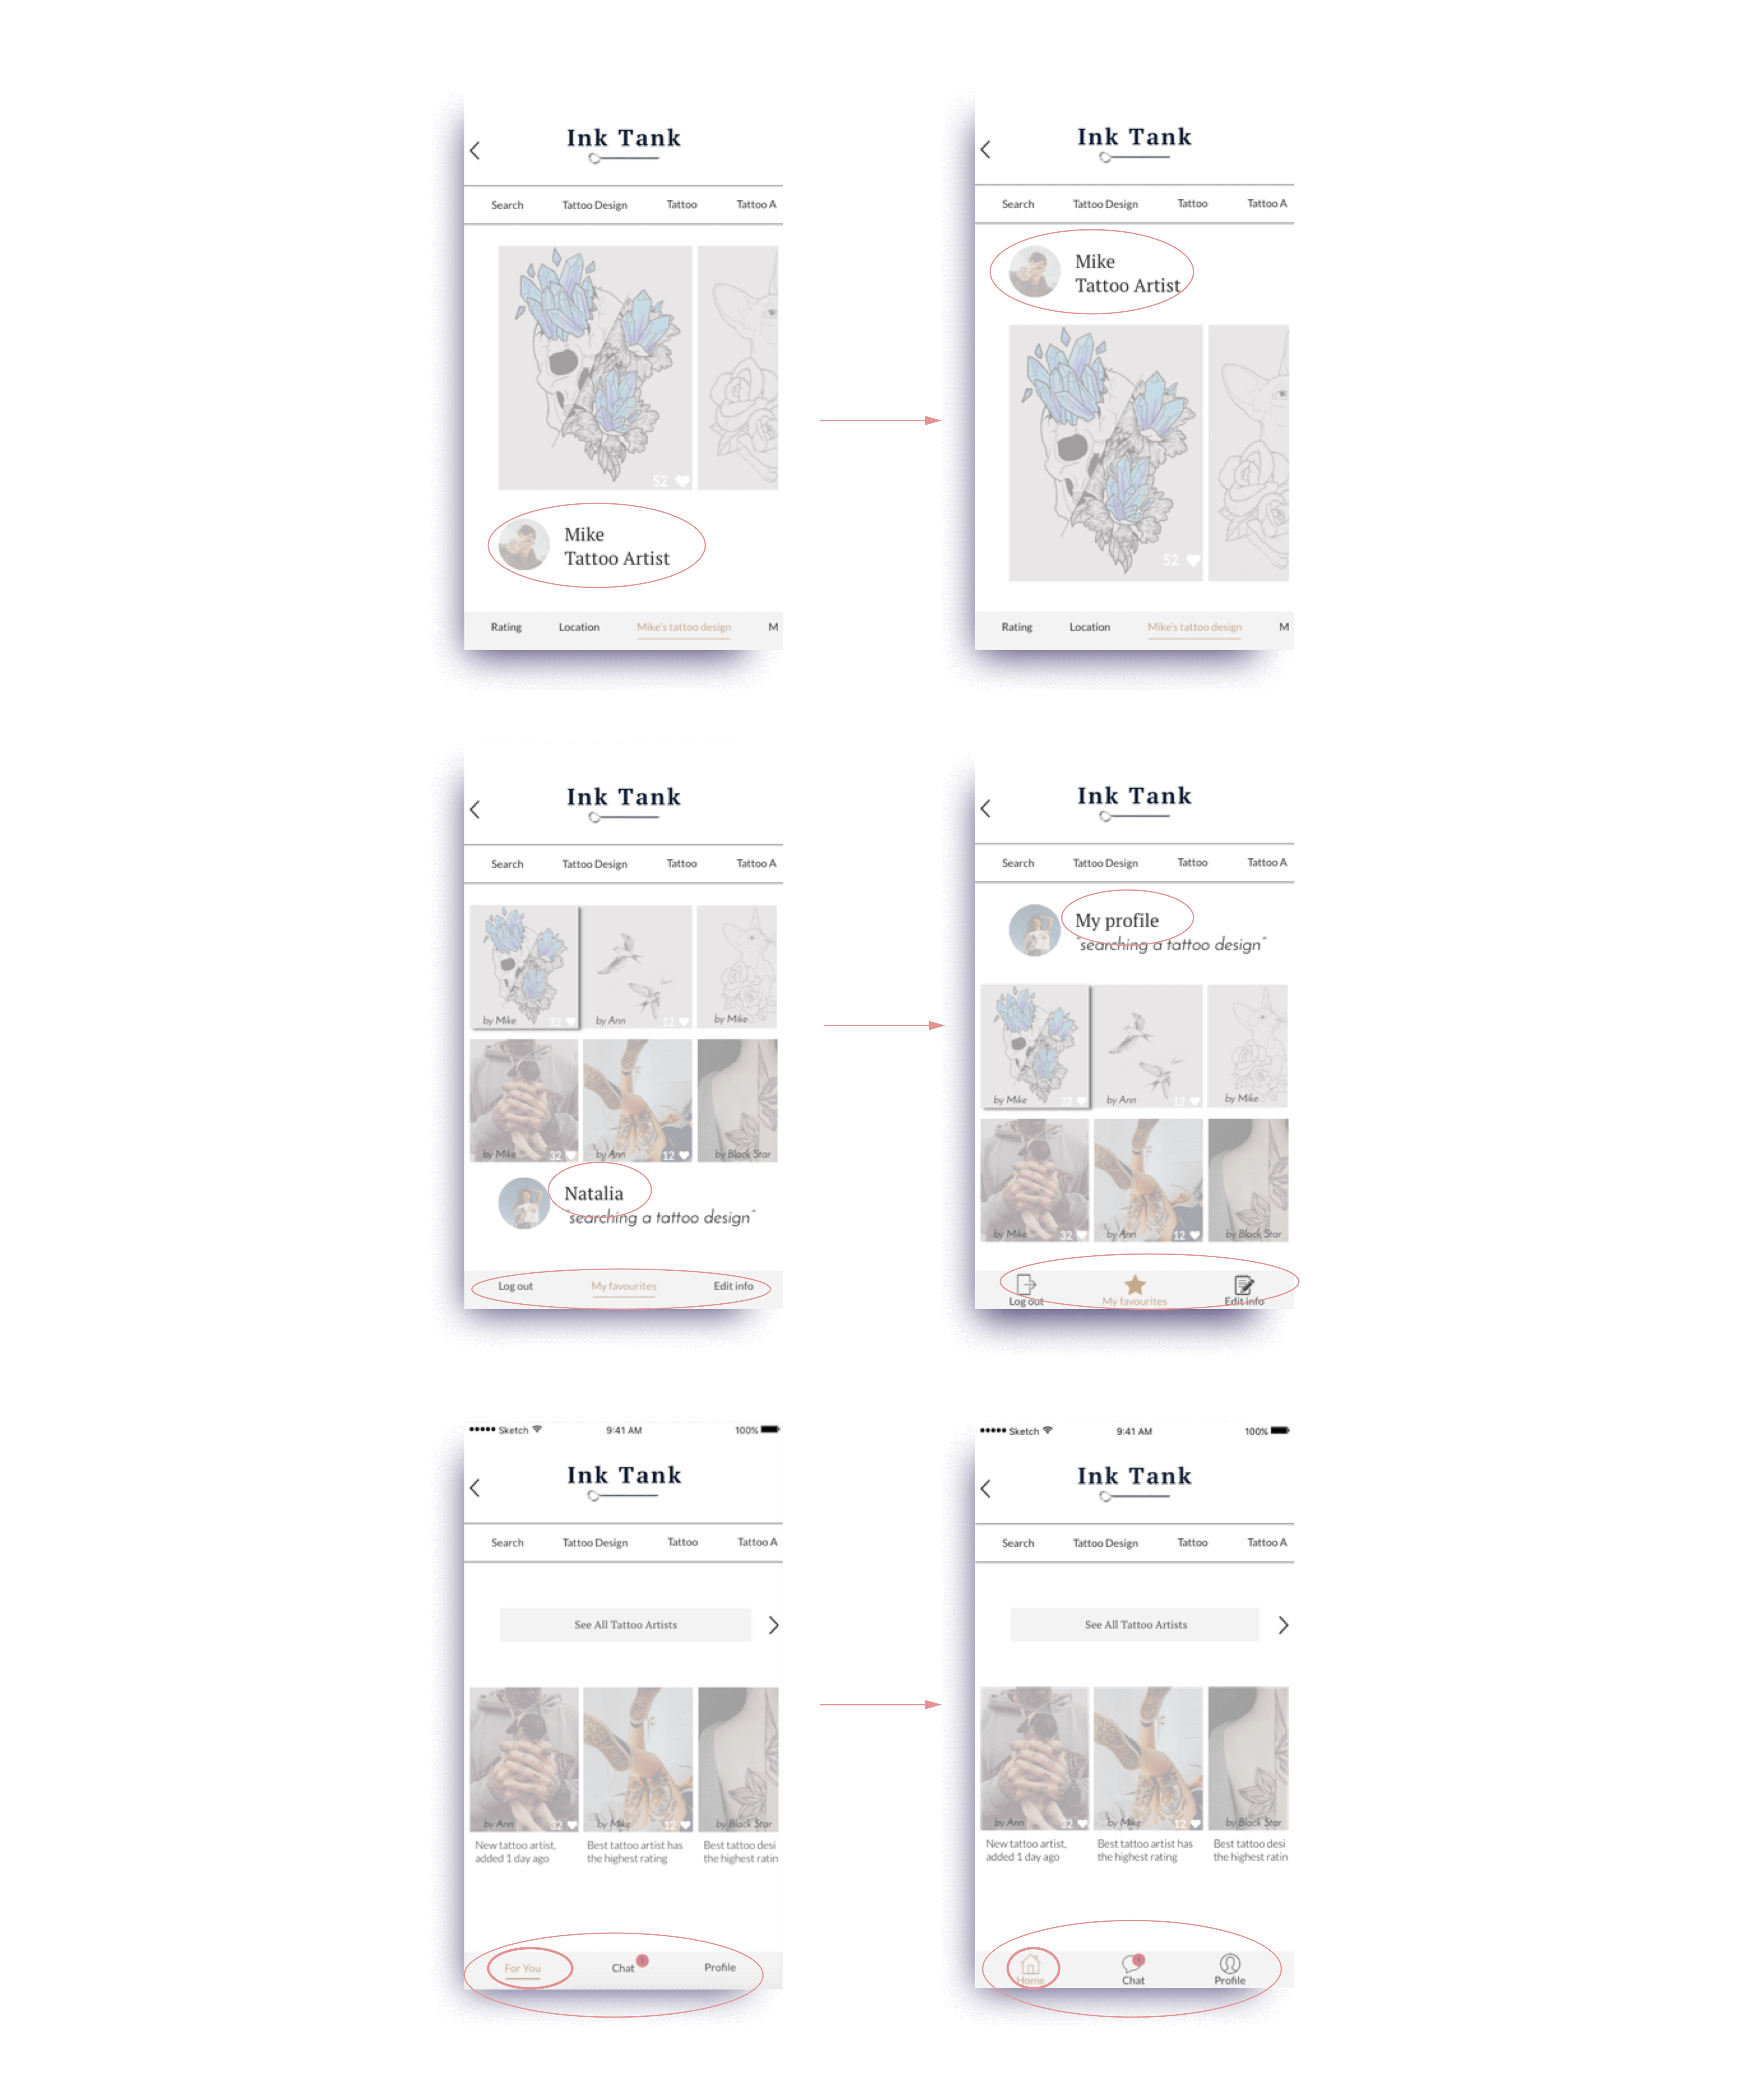 Ink Tank
Search Tattoo Design Tattoo Tattoo A
52
Mike
Tattoo Artist
Rating Location Mike's tattoo design M
Ink Tank
Search Tattoo Design Tattoo Tattoo A
Mike
Tattoo Artist
52
Rating Location Mike's tattoo design M
Ink Tank
Search Tattoo Design Tattoo Tattoo A
by Mike 32 by Ann 12 by Mike
by Mike 32 by Ann 12 by Black Star
Natalia
"searching a tattoo design"
Log out My favourites Edit info
Ink Tank
Search Tattoo Design Tattoo Tattoo A
My profile
"searching a tattoo design"
by Mike 32 by Ann 12 by Mike
by Mike 32 by Ann 12 by Black Star
Log out My favourites Edit info
Sketch 9:41 AM 100%
Ink Tank
Search Tattoo Design Tattoo Tattoo A
See All Tattoo Artists
by Ann 32 by Mike 12 by Black Star
New tattoo artist, Best tattoo artist has Best tattoo desi
added 1 day ago the highest rating the highest ratin
For You Chat Profile
Sketch 9:41 AM 100%
Ink Tank
Search Tattoo Design Tattoo Tattoo A
See All Tattoo Artists
by Ann 32 by Mike 12 by Black Star
New tattoo artist, Best tattoo artist has Best tattoo desi
added 1 day ago the highest rating the highest ratin
Home Chat Profile